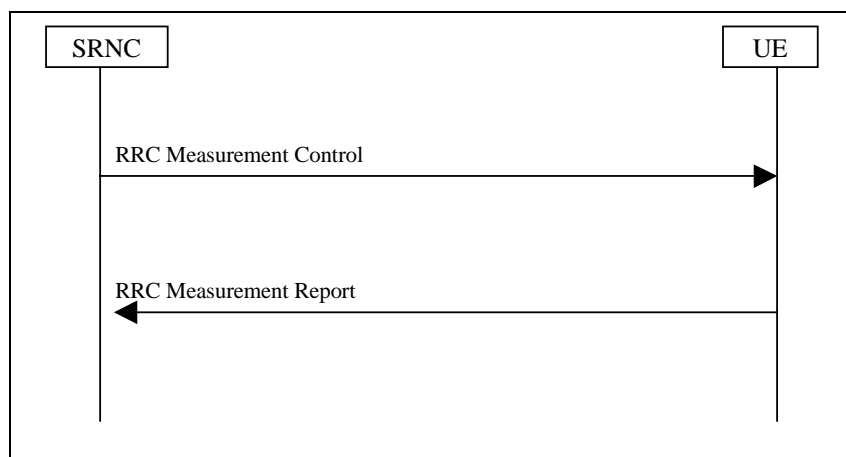 SRNC
UE
RRC Measurement Control
RRC Measurement Report